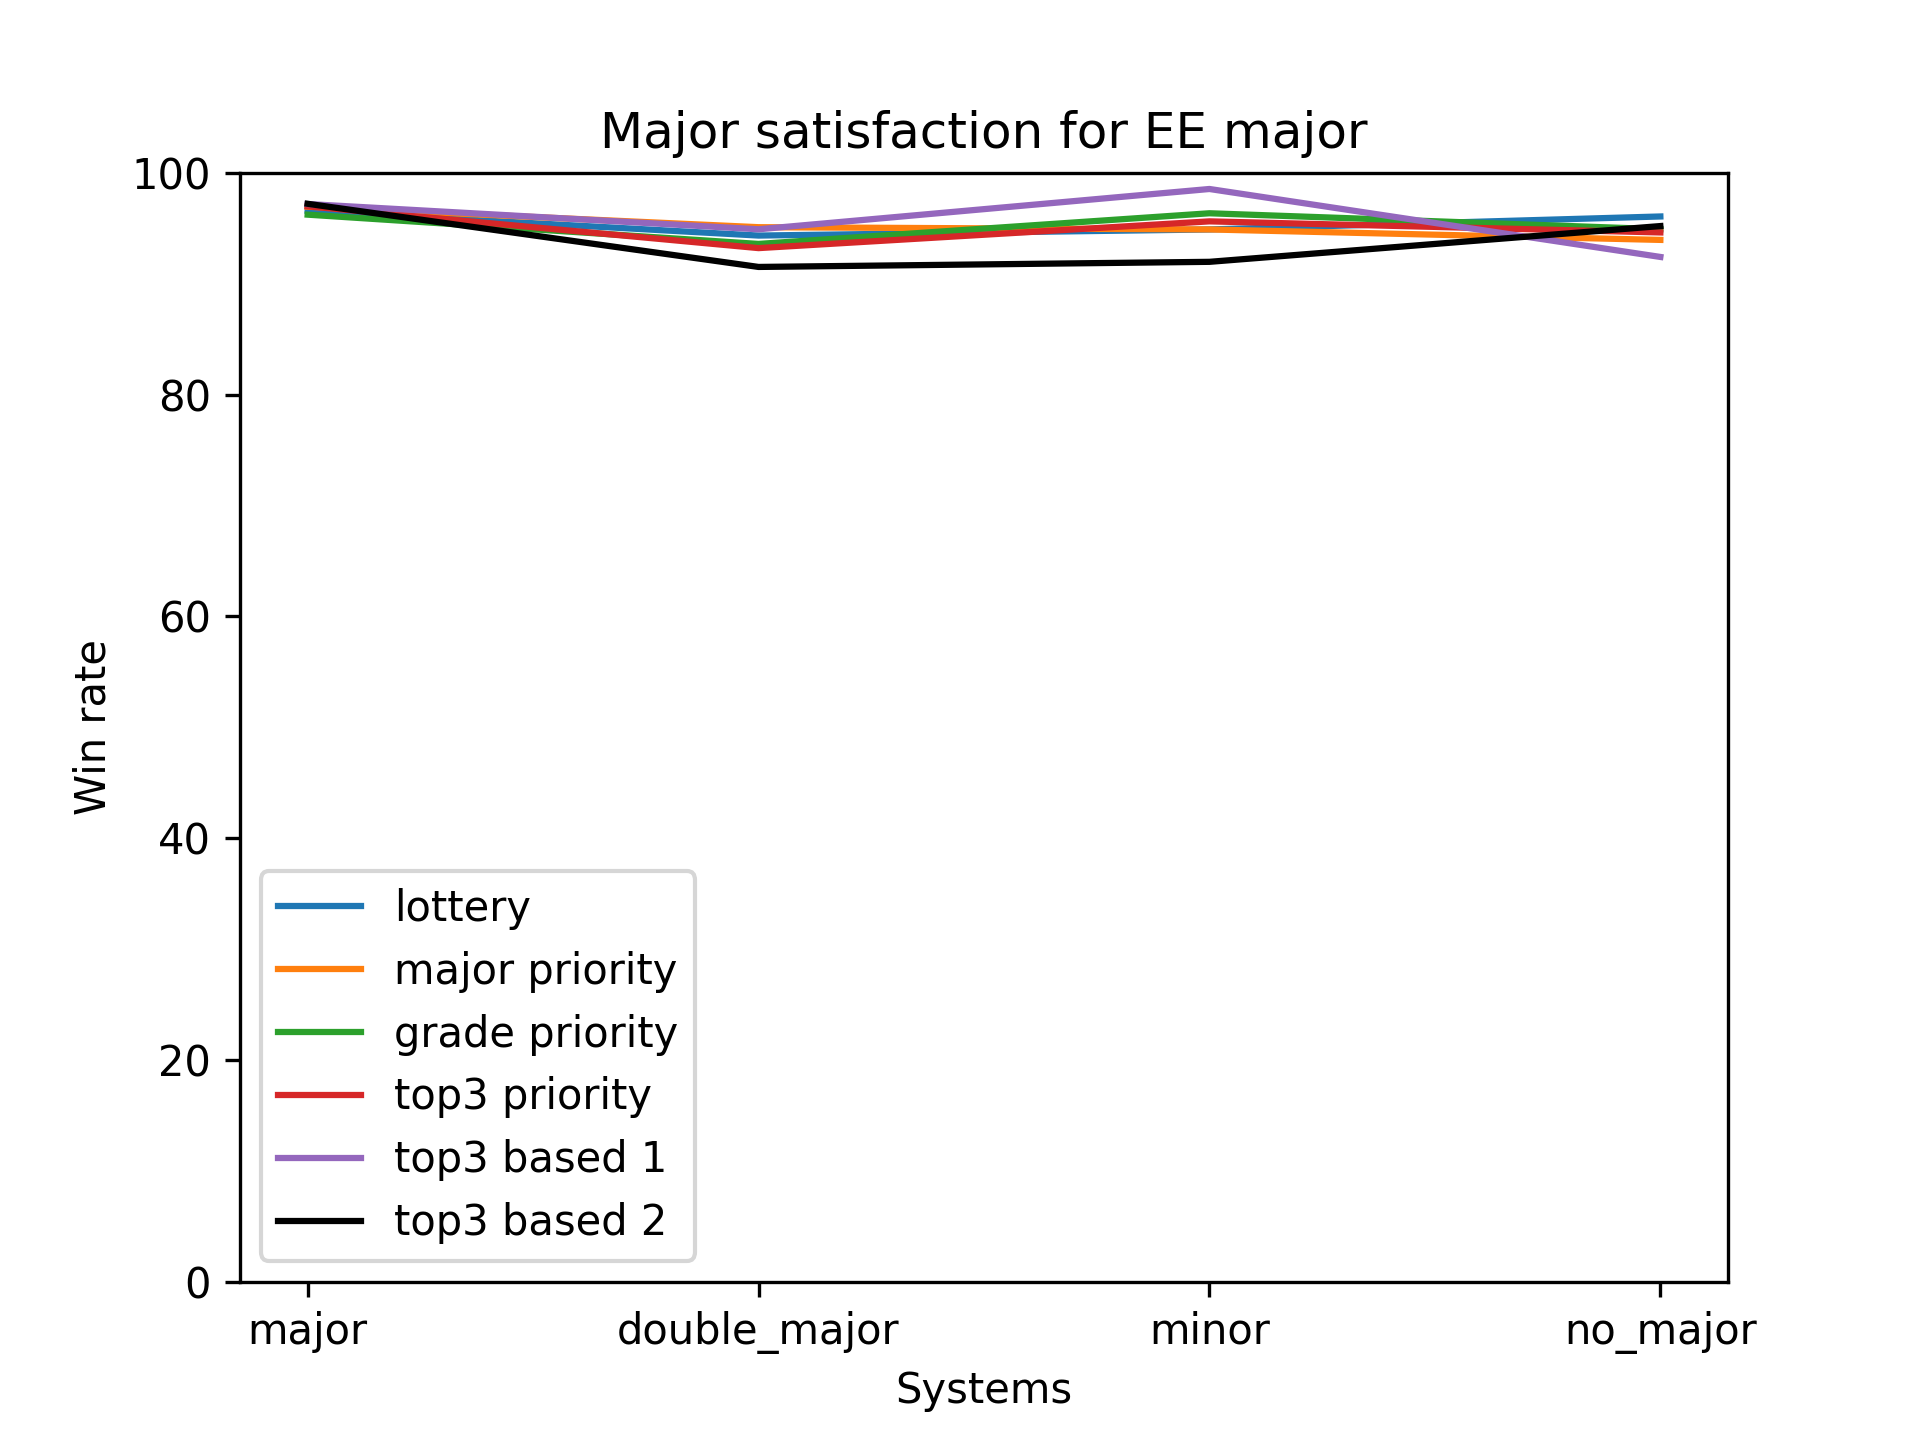 Major satisfaction for EE major
100
80
60
40
20
0
Win rate
lottery
major priority
grade priority
top3 priority
top3 based 1
top3 based 2
major double_major minor no_major
Systems